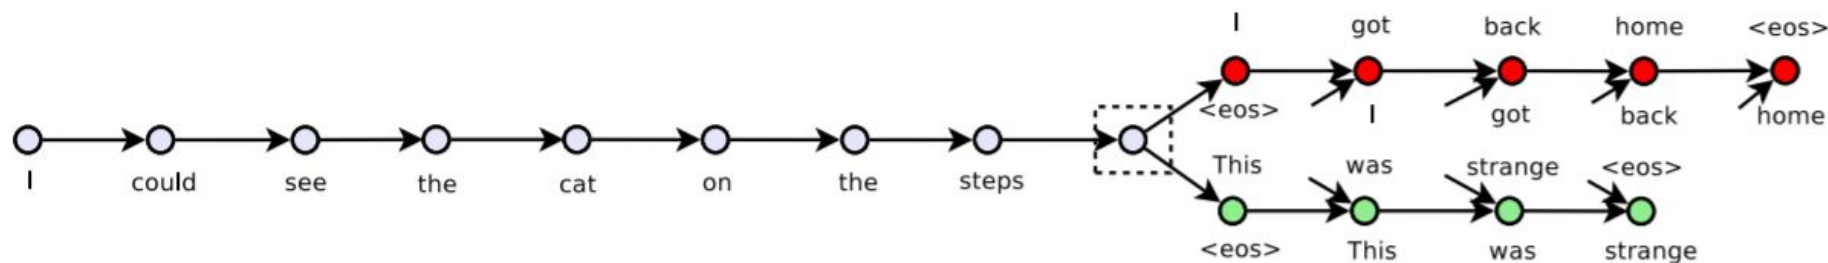 I got back home <eos>
<eos> I got back home
I could see the cat on the steps
This was strange <eos>
<eos> This was strange